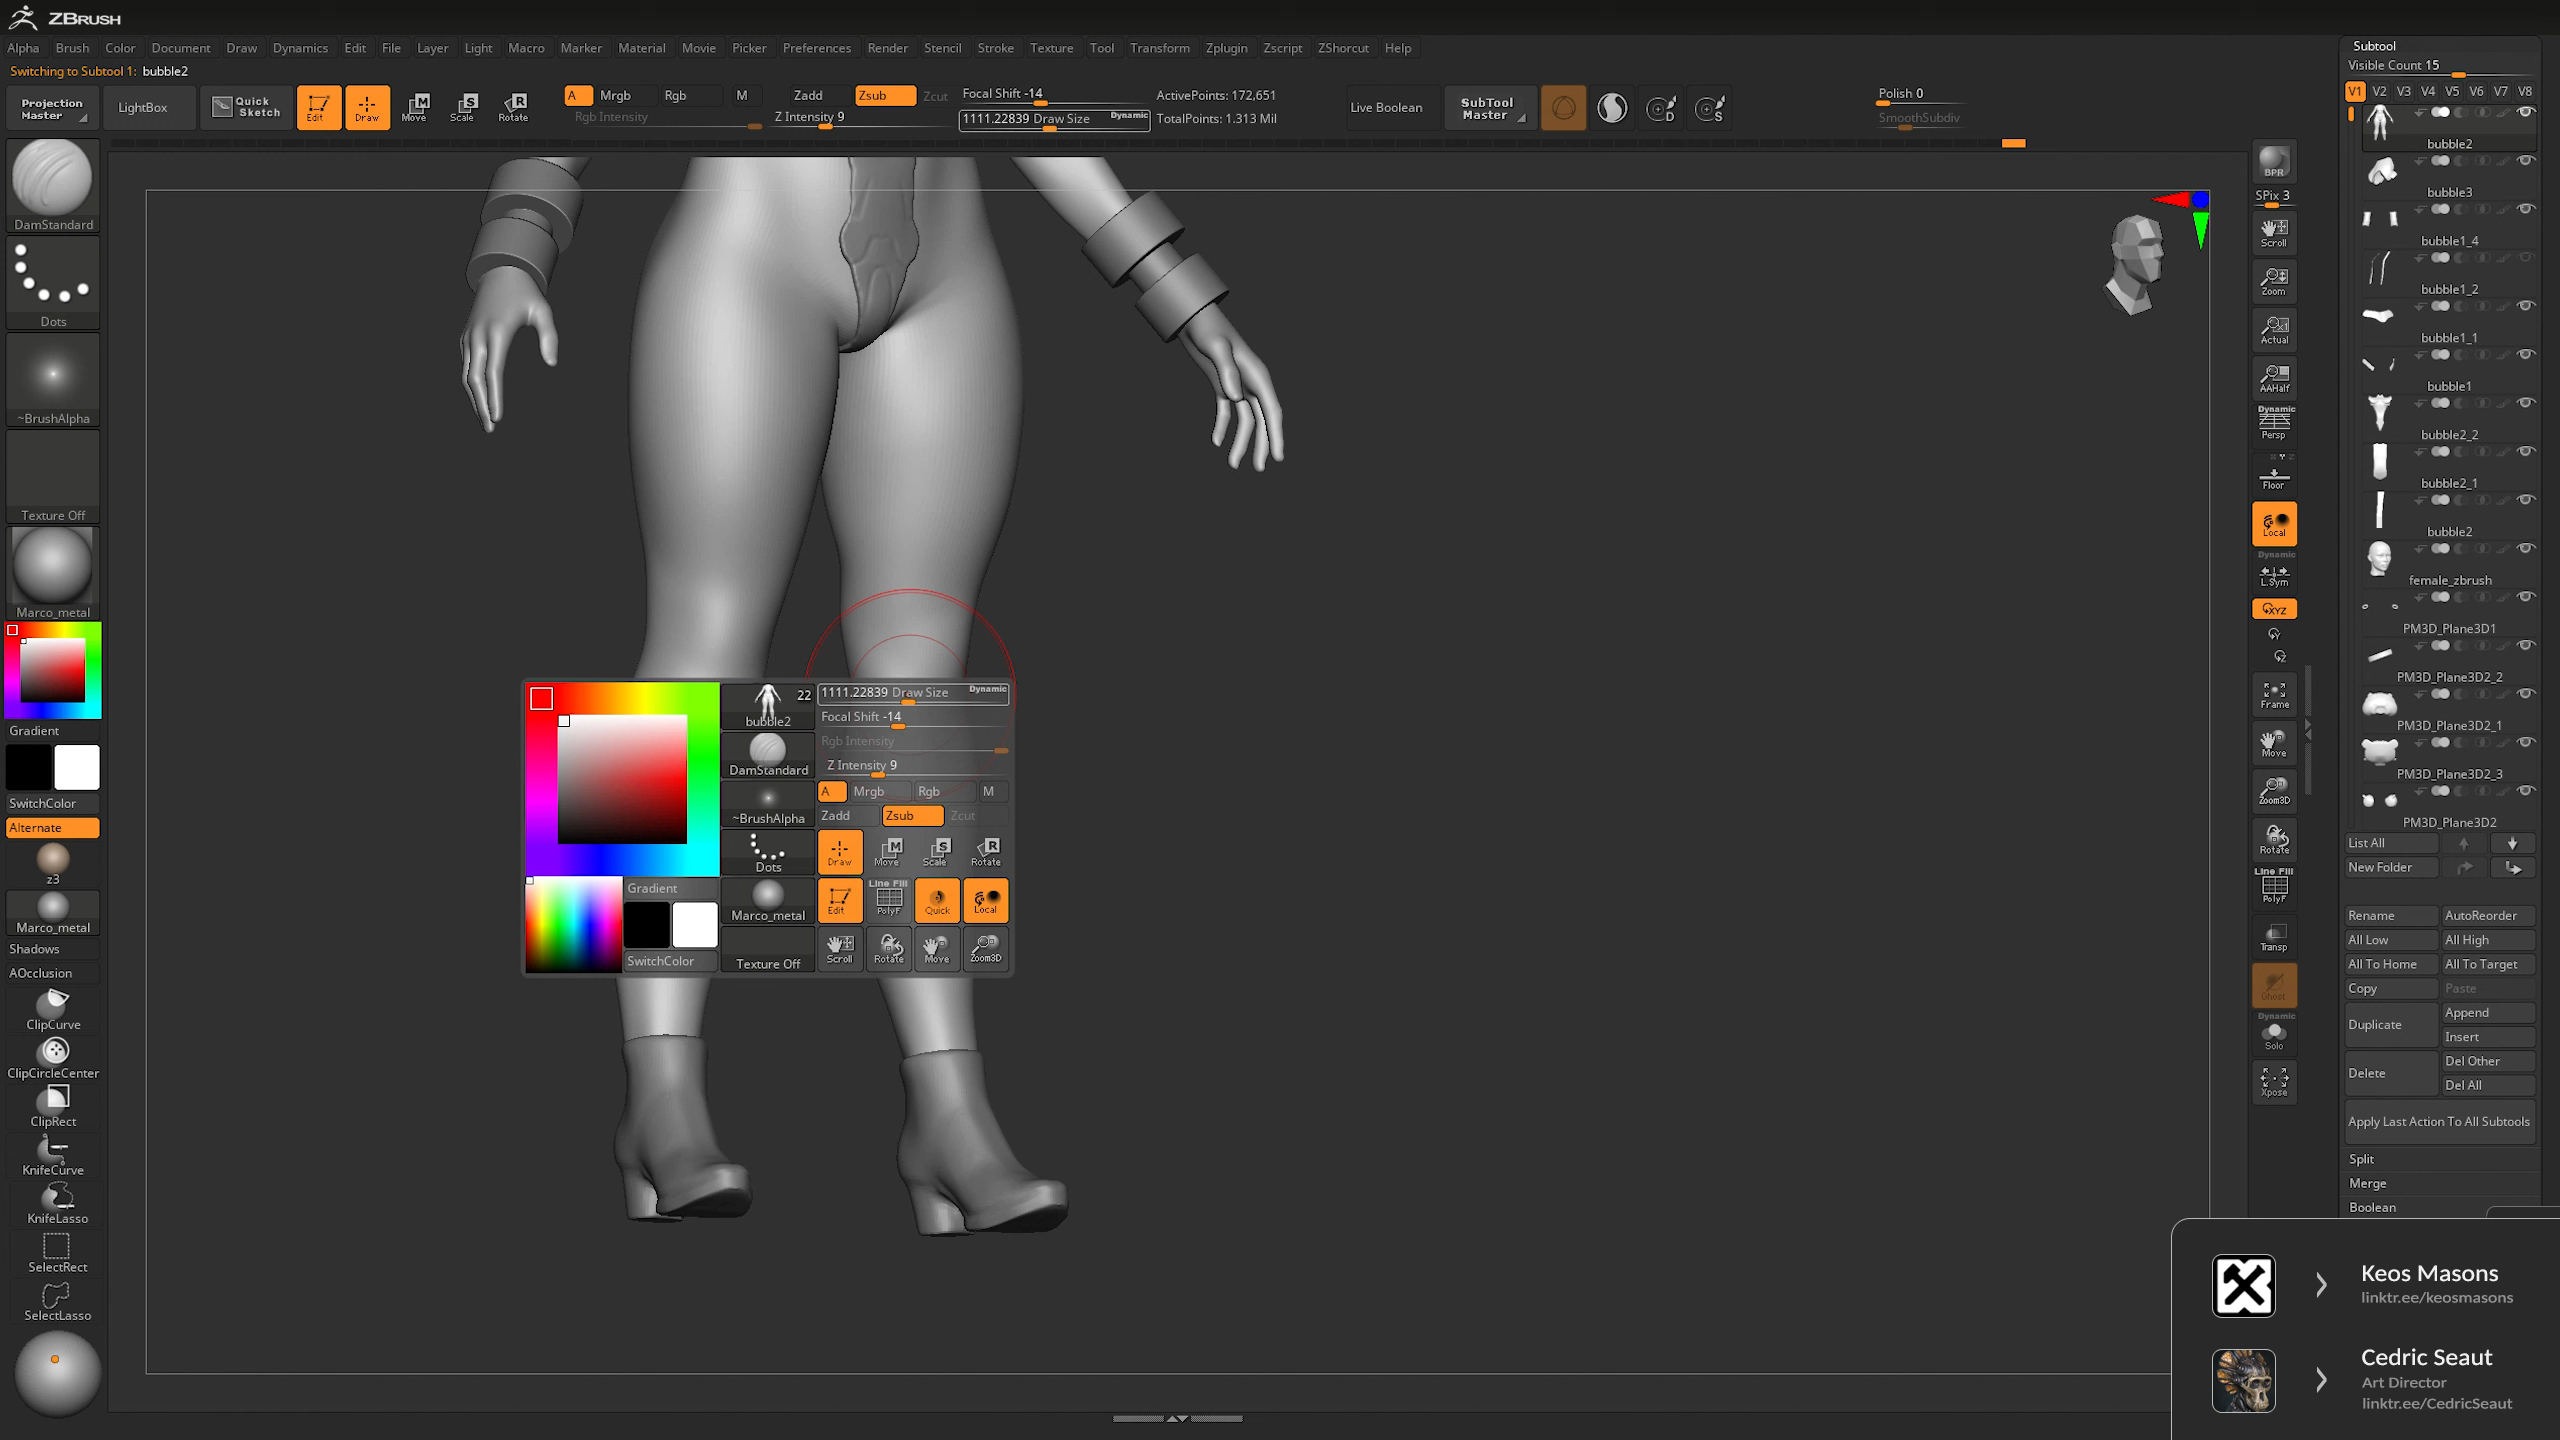 ZBRUSH
Alpha Brush Color Document Draw Dynamics Edit File Layer Light Macro Marker Material Movie Picker Preferences Render Stencil Stroke Texture Tool Transform Zplugin Zscript ZShorcut Help
Switching to Subtool 1: bubble2
Projection Master
LightBox
Quick Sketch
Edit
Draw
Move
Scale
Rotate
A Mrgb Rgb M
Rgb Intensity
Zadd Zsub Zcut
Z Intensity 9
Focal Shift -14
1111.22839 Draw Size Dynamic
ActivePoints: 172,651
TotalPoints: 1.313 Mil
Live Boolean
SubTool Master
Polish 0
SmoothSubdiv
DamStandard
Dots
~BrushAlpha
Texture Off
Marco_metal
Gradient
SwitchColor
Alternate
z3
Marco_metal
Shadows
AOcclusion
ClipCurve
ClipCircleCenter
ClipRect
KnifeCurve
KnifeLasso
SelectRect
SelectLasso
22
bubble2
DamStandard
~BrushAlpha
Dots
Marco_metal
Texture Off
Gradient
SwitchColor
1111.22839 Draw Size Dynamic
Focal Shift -14
Rgb Intensity
Z Intensity 9
A Mrgb Rgb M
Zadd Zsub Zcut
Draw Move Scale Rotate
Line Fill
Edit PolyF Quick Local
Scroll Rotate Move Zoom3D
BPR
SPix 3
Scroll
Zoom
Actual
AAHalf
Dynamic
Persp
Floor
Local
Dynamic
L.Sym
XYZ
Y
Z
Frame
Move
Zoom3D
Rotate
Line Fill
PolyF
Transp
Ghost
Dynamic
Solo
Xpose
Subtool
Visible Count 15
V1 V2 V3 V4 V5 V6 V7 V8
bubble2
bubble3
bubble1_4
bubble1_2
bubble1_1
bubble1
bubble2_2
bubble2_1
bubble2
female_zbrush
PM3D_Plane3D1
PM3D_Plane3D2_2
PM3D_Plane3D2_1
PM3D_Plane3D2_3
PM3D_Plane3D2
List All
New Folder
Rename AutoReorder
All Low All High
All To Home All To Target
Copy Paste
Duplicate
Append
Insert
Delete
Del Other
Del All
Apply Last Action To All Subtools
Split
Merge
Boolean
Keos Masons
linktr.ee/keosmasons
Cedric Seaut
Art Director
linktr.ee/CedricSeaut